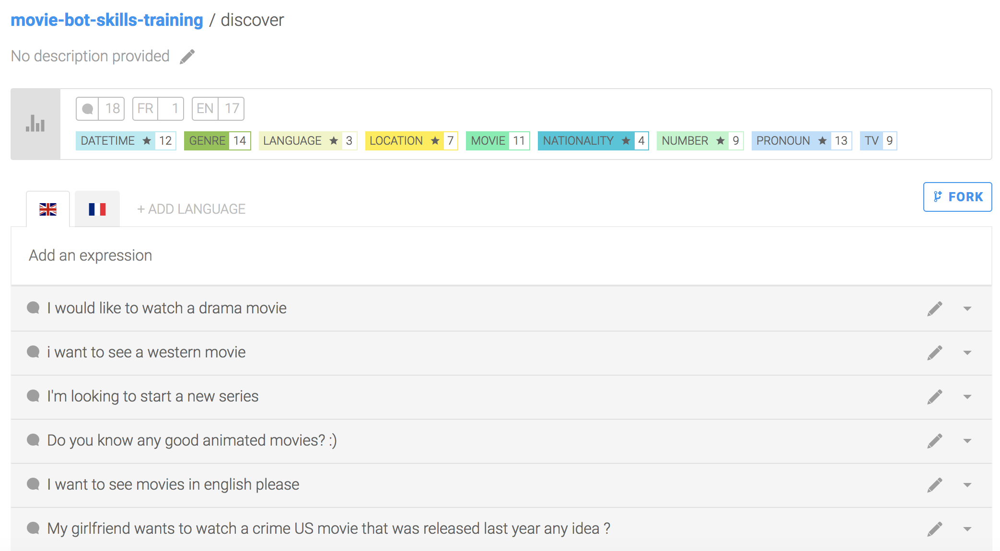 movie-bot-skills-training / discover
No description provided
18 FR 1 EN 17
DATETIME ★ 12 GENRE 14 LANGUAGE ★ 3 LOCATION ★ 7 MOVIE 11 NATIONALITY ★ 4 NUMBER ★ 9 PRONOUN ★ 13 TV 9
+ ADD LANGUAGE
FORK
Add an expression
I would like to watch a drama movie
i want to see a western movie
I'm looking to start a new series
Do you know any good animated movies? :)
I want to see movies in english please
My girlfriend wants to watch a crime US movie that was released last year any idea ?